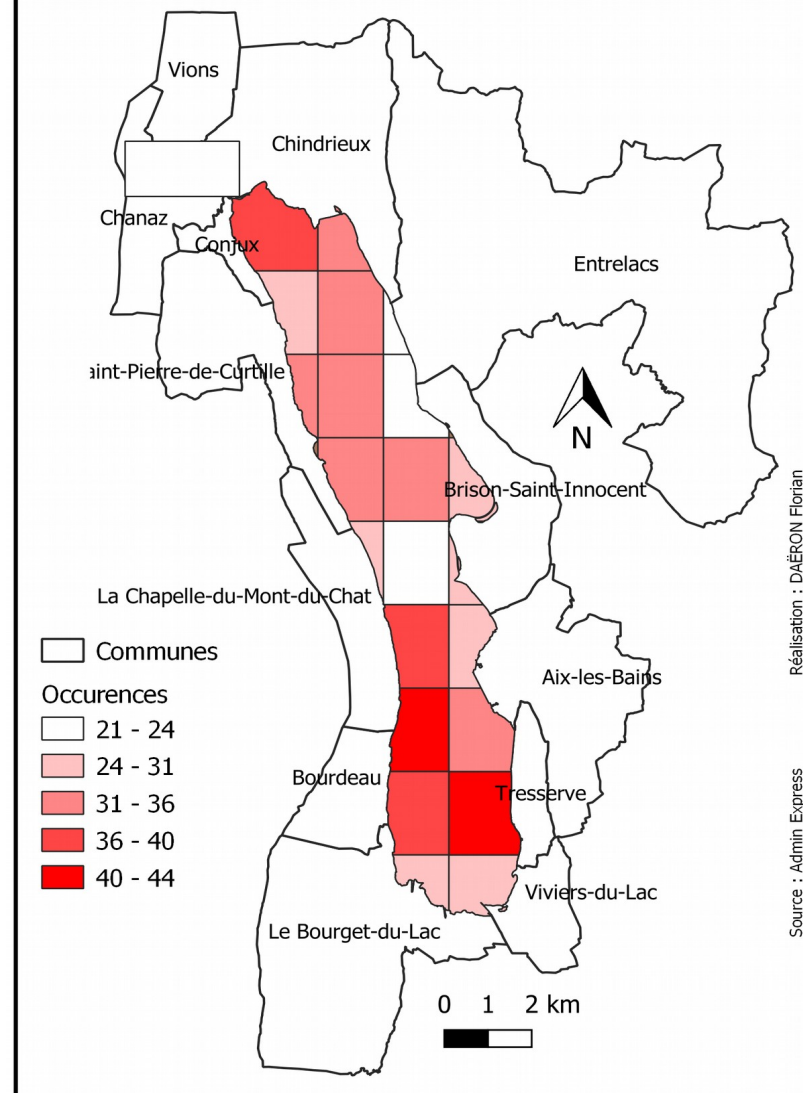 Vions
Chindrieux
Chanaz
Conjux
Entrelacs
aint-Pierre-de-Curtille
N
Brison-Saint-Innocent
La Chapelle-du-Mont-du-Chat
Communes
Aix-les-Bains
Occurences
21 - 24
24 - 31
31 - 36
36 - 40
40 - 44
Bourdeau
Tresserve
Viviers-du-Lac
Le Bourget-du-Lac
0 1 2 km
Réalisation : DAËRON Florian
Source : Admin Express